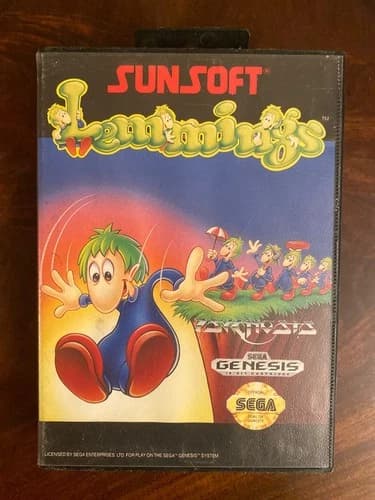 SUNSOFT
Lemmings
TM
PSYGNOSIS
SEGA
GENESIS
16-BIT CARTRIDGE
SEGA
LICENSED BY SEGA ENTERPRISES LTD. FOR PLAY ON THE SEGA™ GENESIS™ SYSTEM